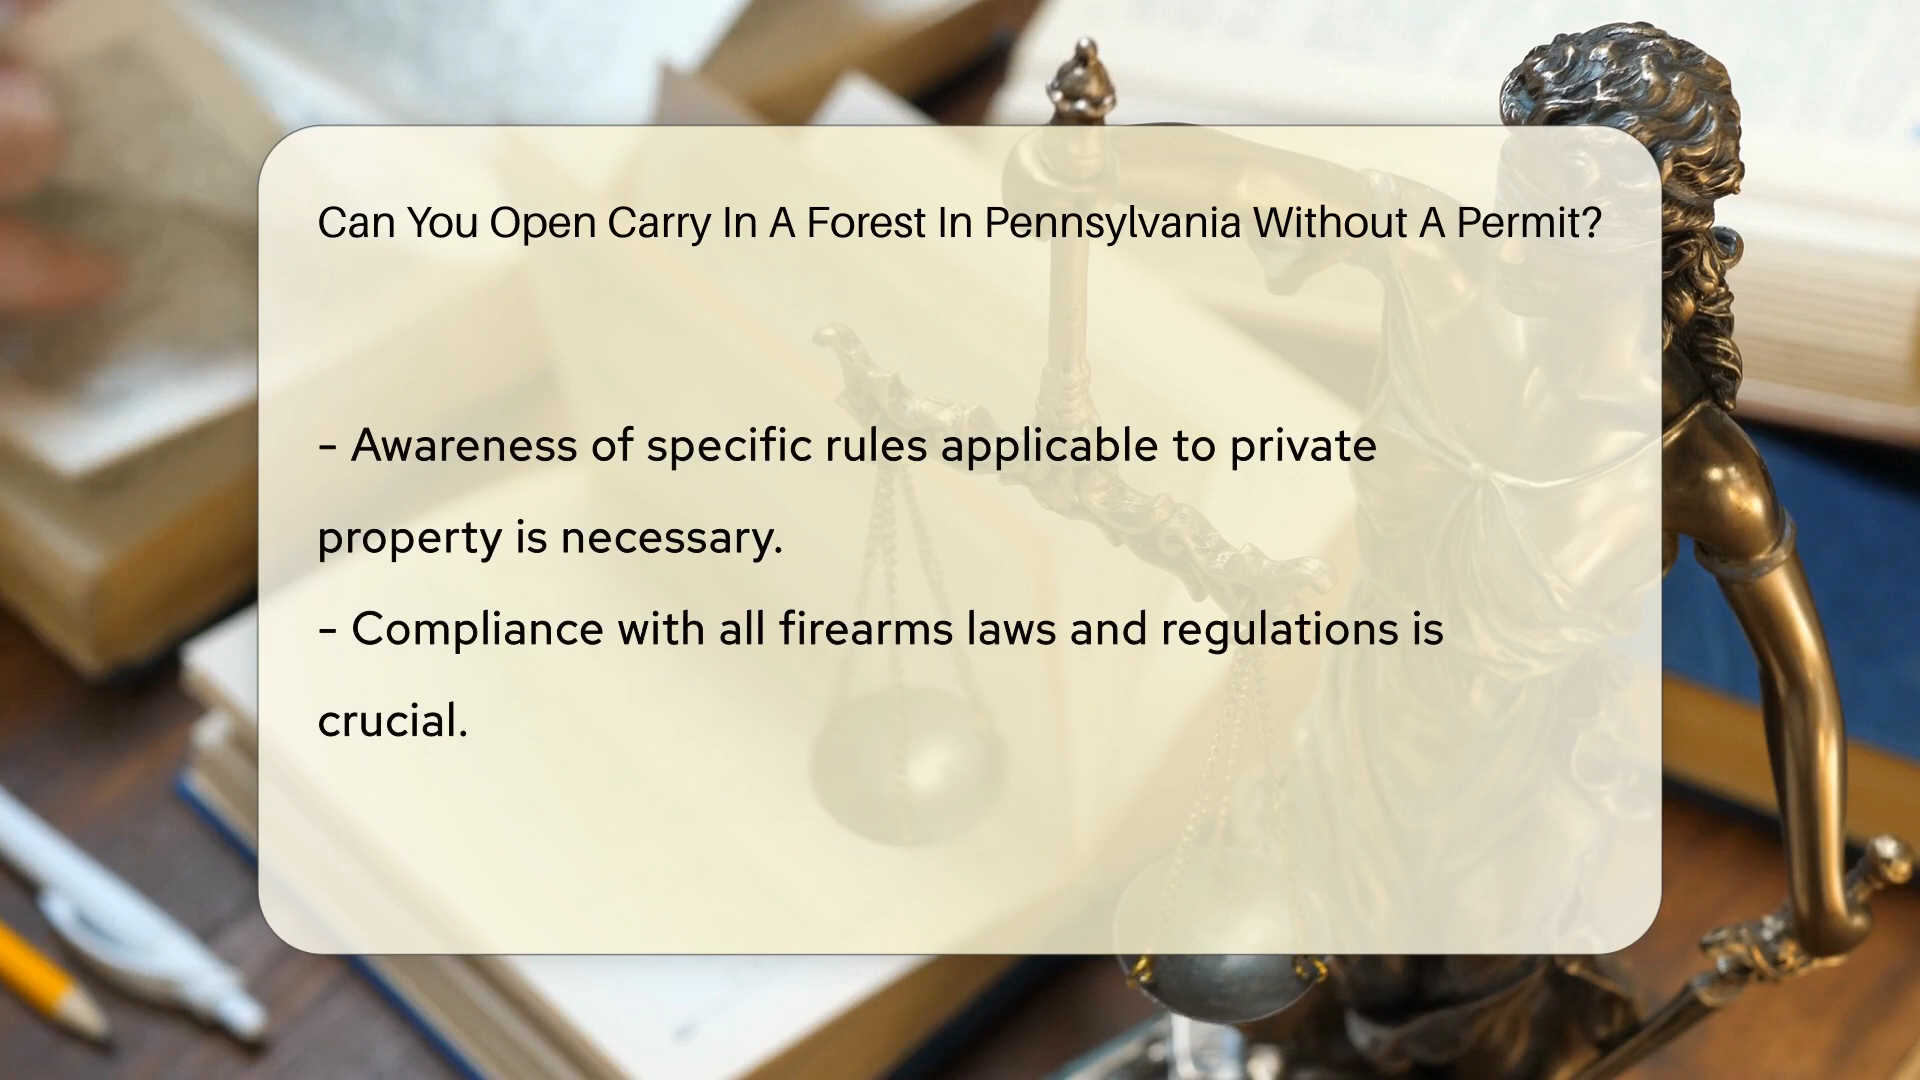 Can You Open Carry In A Forest In Pennsylvania Without A Permit?
- Awareness of specific rules applicable to private
property is necessary.
- Compliance with all firearms laws and regulations is
crucial.